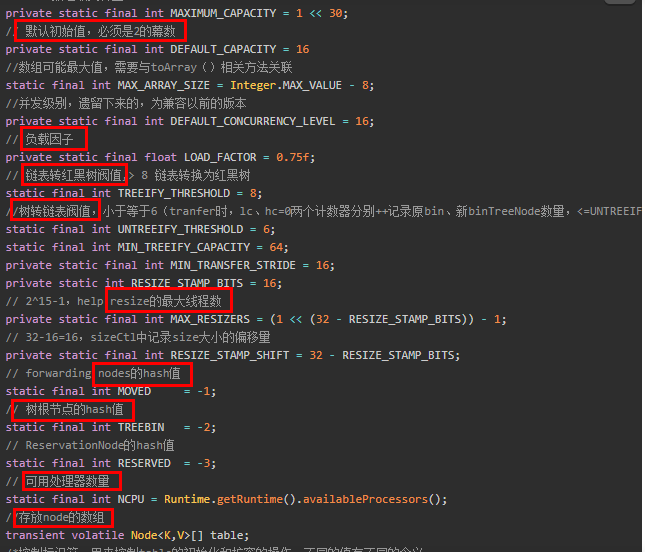 private static final int MAXIMUM_CAPACITY = 1 << 30;
// 默认初始值，必须是2的幕数
private static final int DEFAULT_CAPACITY = 16
//数组可能最大值，需要与toArray（）相关方法关联
static final int MAX_ARRAY_SIZE = Integer.MAX_VALUE - 8;
//并发级别，遗留下来的，为兼容以前的版本
private static final int DEFAULT_CONCURRENCY_LEVEL = 16;
// 负载因子
private static final float LOAD_FACTOR = 0.75f;
// 链表转红黑树阀值,> 8 链表转换为红黑树
static final int TREEIFY_THRESHOLD = 8;
//树转链表阀值，小于等于6（tranfer时，lc、hc=0两个计数器分别++记录原bin、新binTreeNode数量，<=UNTREEIF
static final int UNTREEIFY_THRESHOLD = 6;
static final int MIN_TREEIFY_CAPACITY = 64;
private static final int MIN_TRANSFER_STRIDE = 16;
private static int RESIZE_STAMP_BITS = 16;
// 2^15-1，help resize的最大线程数
private static final int MAX_RESIZERS = (1 << (32 - RESIZE_STAMP_BITS)) - 1;
// 32-16=16，sizeCtl中记录size大小的偏移量
private static final int RESIZE_STAMP_SHIFT = 32 - RESIZE_STAMP_BITS;
// forwarding nodes的hash值
static final int MOVED = -1;
// 树根节点的hash值
static final int TREEBIN = -2;
// ReservationNode的hash值
static final int RESERVED = -3;
// 可用处理器数量
static final int NCPU = Runtime.getRuntime().availableProcessors();
//存放node的数组
transient volatile Node<K,V>[] table;